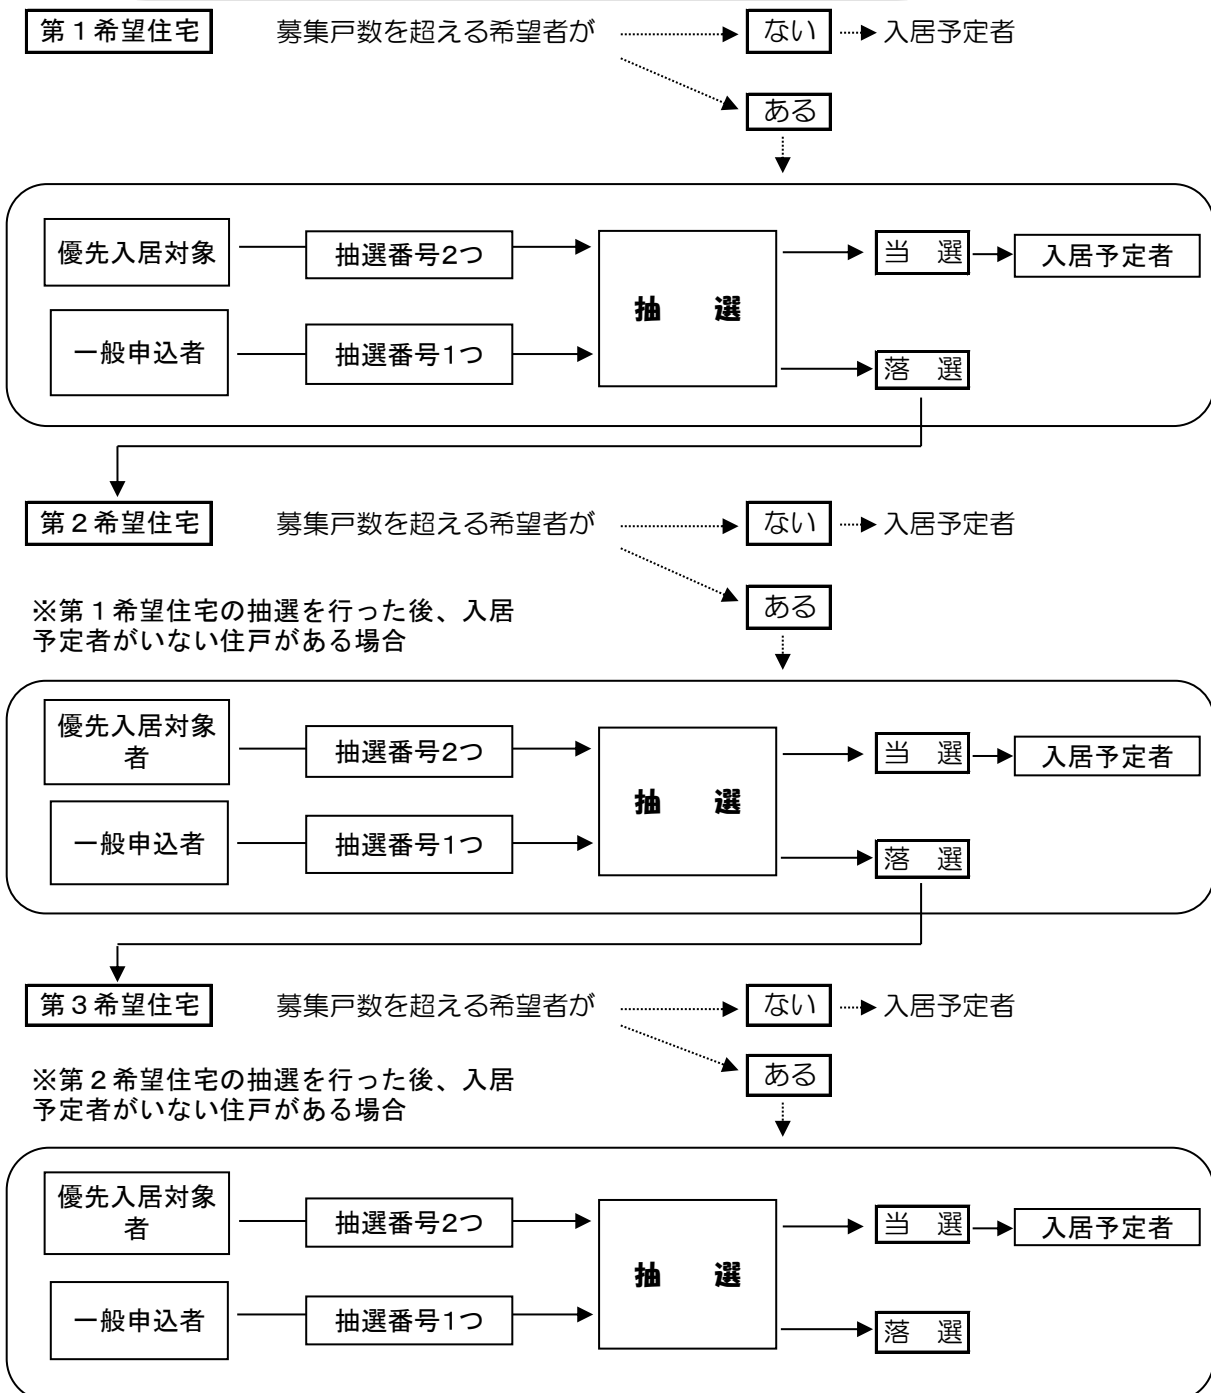 第１希望住宅 募集戸数を超える希望者が ない 入居予定者
ある
優先入居対象 抽選番号2つ 当　選 入居予定者
抽　選
一般申込者 抽選番号1つ 落　選
第２希望住宅 募集戸数を超える希望者が ない 入居予定者
ある
※第１希望住宅の抽選を行った後、入居
予定者がいない住戸がある場合
優先入居対象
者
抽選番号2つ 当　選 入居予定者
抽　選
一般申込者 抽選番号1つ 落　選
第３希望住宅 募集戸数を超える希望者が ない 入居予定者
ある
※第２希望住宅の抽選を行った後、入居
予定者がいない住戸がある場合
優先入居対象
者
抽選番号2つ 当　選 入居予定者
抽　選
一般申込者 抽選番号1つ 落　選